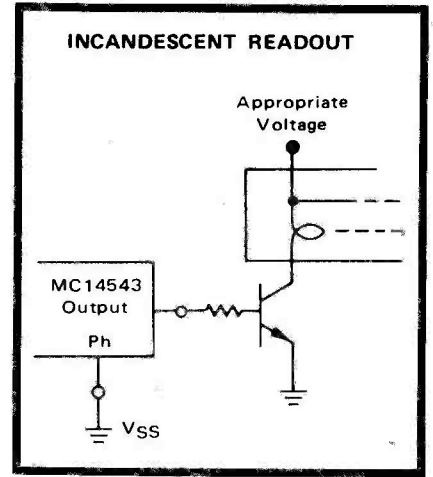 INCANDESCENT READOUT
Appropriate
Voltage
MC14543
Output
Ph
VSS